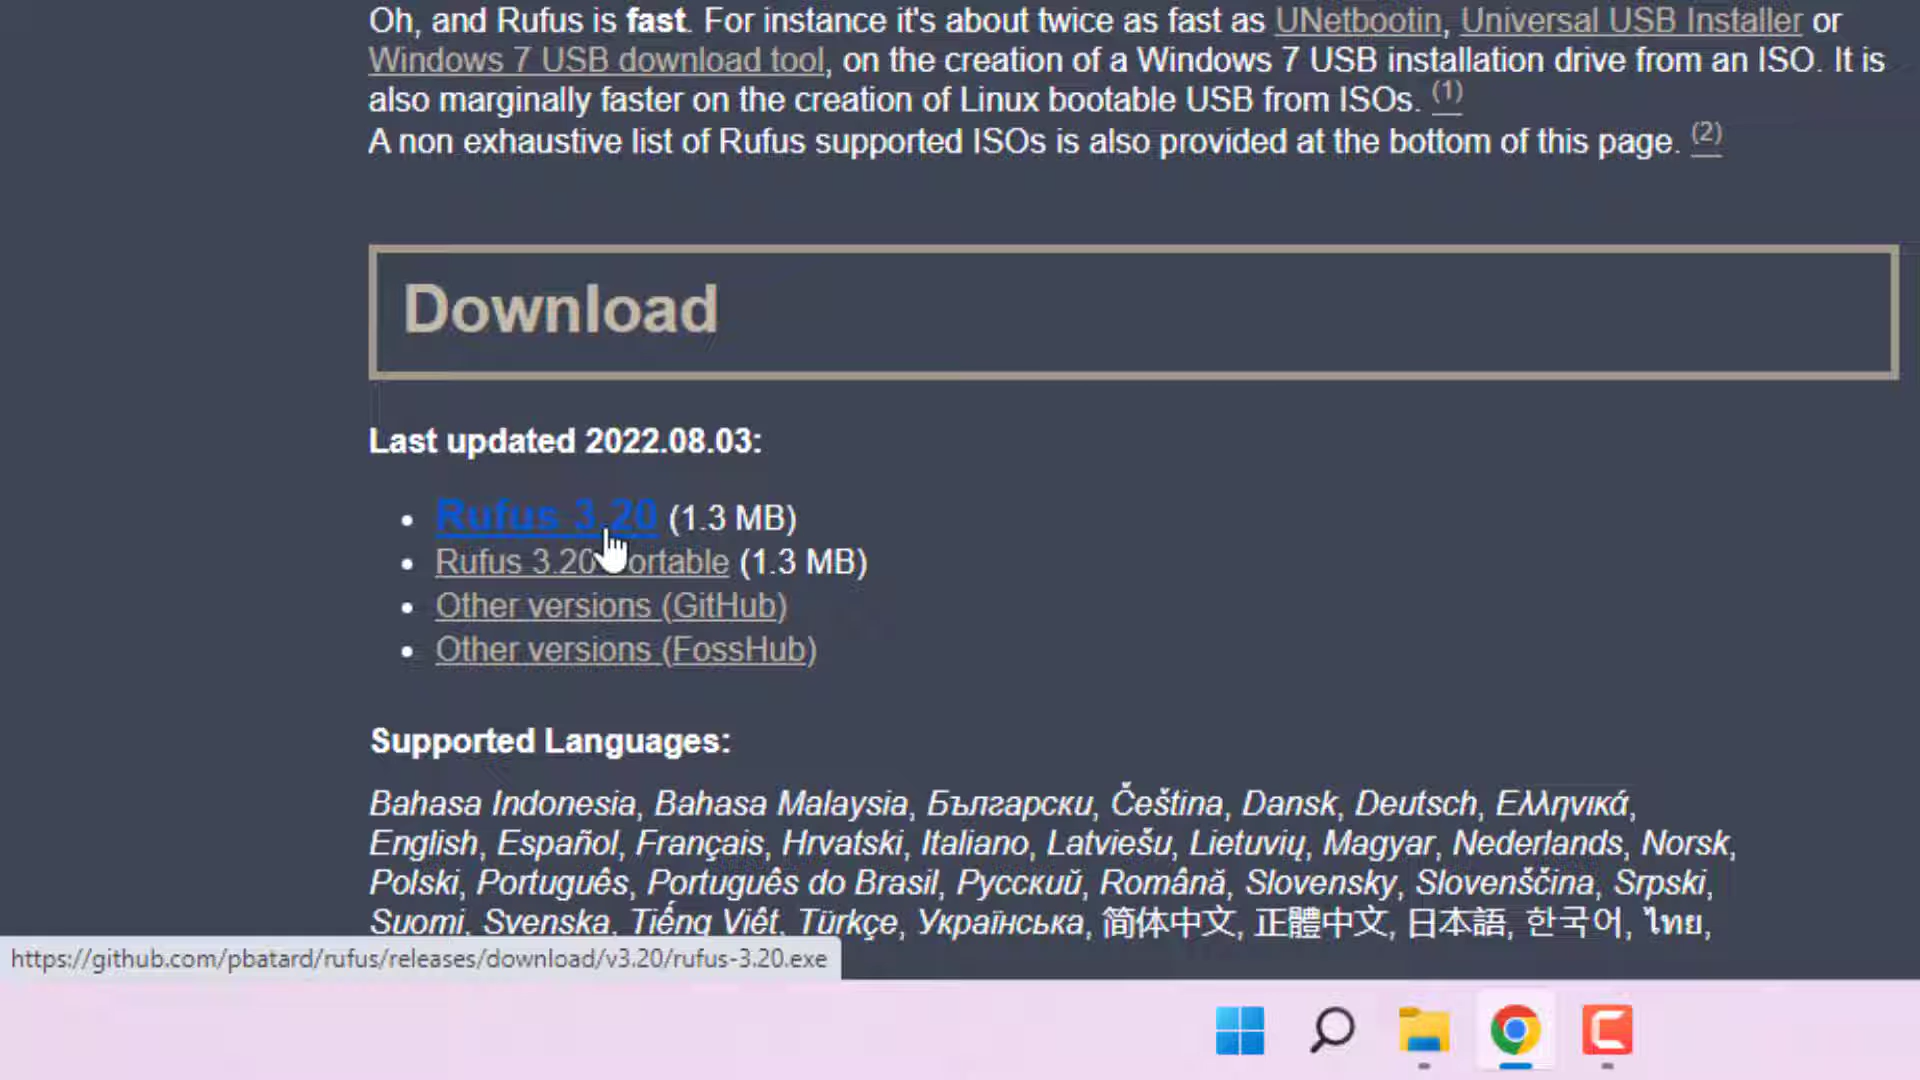 Oh, and Rufus is fast. For instance it's about twice as fast as UNetbootin, Universal USB Installer or
Windows 7 USB download tool, on the creation of a Windows 7 USB installation drive from an ISO. It is
also marginally faster on the creation of Linux bootable USB from ISOs. (1)
A non exhaustive list of Rufus supported ISOs is also provided at the bottom of this page. (2)
Download
Last updated 2022.08.03:
• Rufus 3.20 (1.3 MB)
• Rufus 3.20 Portable (1.3 MB)
• Other versions (GitHub)
• Other versions (FossHub)
Supported Languages:
Bahasa Indonesia, Bahasa Malaysia, Български, Čeština, Dansk, Deutsch, Ελληνικά,
English, Español, Français, Hrvatski, Italiano, Latviešu, Lietuvių, Magyar, Nederlands, Norsk,
Polski, Português, Português do Brasil, Русский, Română, Slovensky, Slovenščina, Srpski,
Suomi, Svenska, Tiếng Việt, Türkçe, Українська, 简体中文, 正體中文, 日本語, 한국어, ไทย,
https://github.com/pbatard/rufus/releases/download/v3.20/rufus-3.20.exe